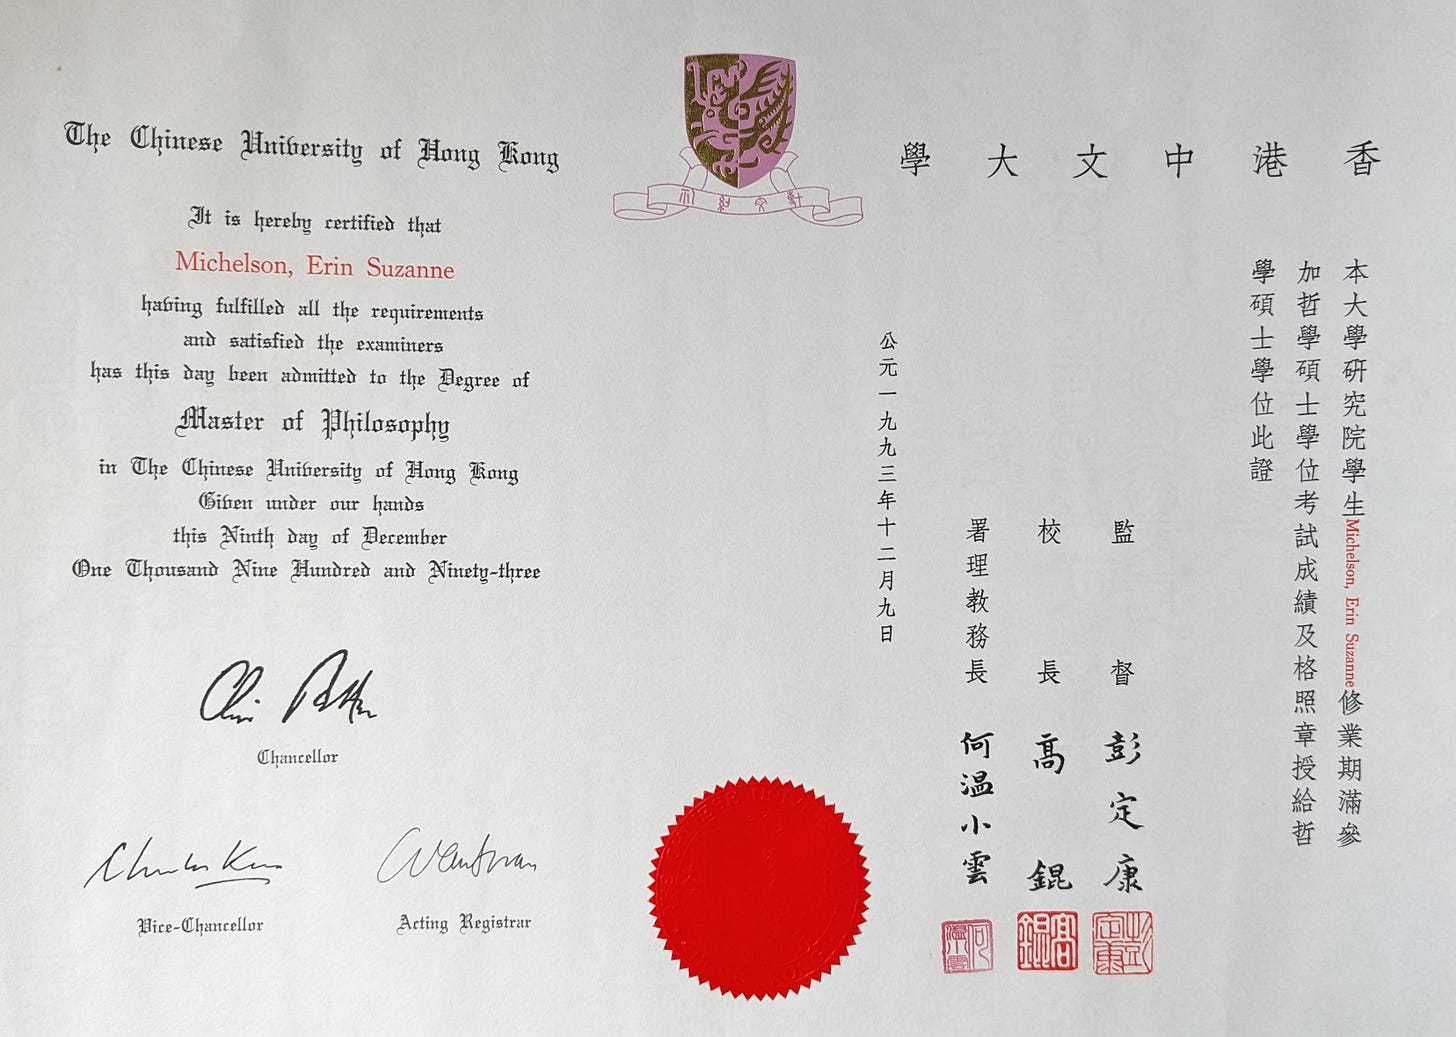 The Chinese University of Hong Kong
It is hereby certified that
Michelson, Erin Suzanne
having fulfilled all the requirements
and satisfied the examiners
has this day been admitted to the Degree of
Master of Philosophy
in The Chinese University of Hong Kong
Given under our hands
this Ninth day of December
One Thousand Nine Hundred and Ninety-three
Chancellor
Vice-Chancellor
Acting Registrar
香港中文大學
本大學研究院學生Michelson, Erin Suzanne修業期滿參
加哲學碩士學位考試成績及格照章授給哲
學碩士學位此證
監督 彭定康
校長 高錕
署理教務長 何溫小雲
公元一九九三年十二月九日